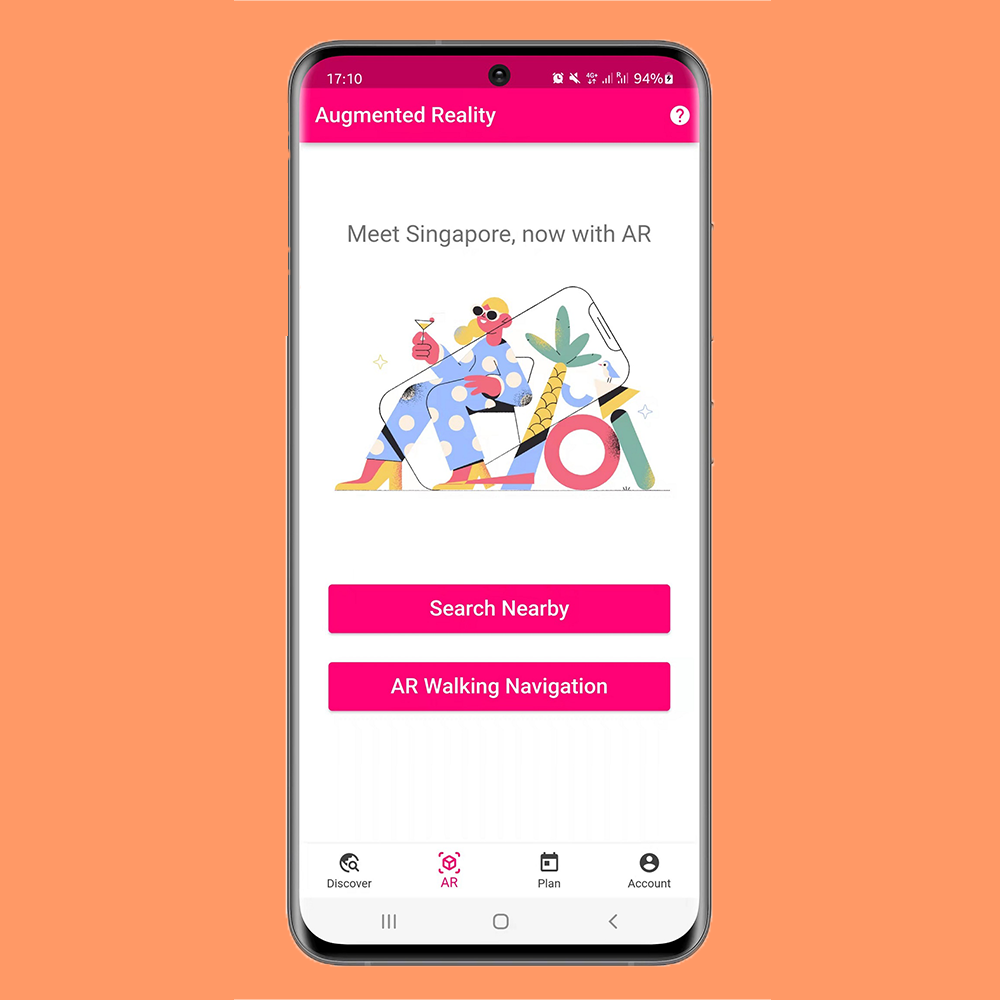 17:10 4G+ R 94%
Augmented Reality ?
Meet Singapore, now with AR
Search Nearby
AR Walking Navigation
Discover AR Plan Account